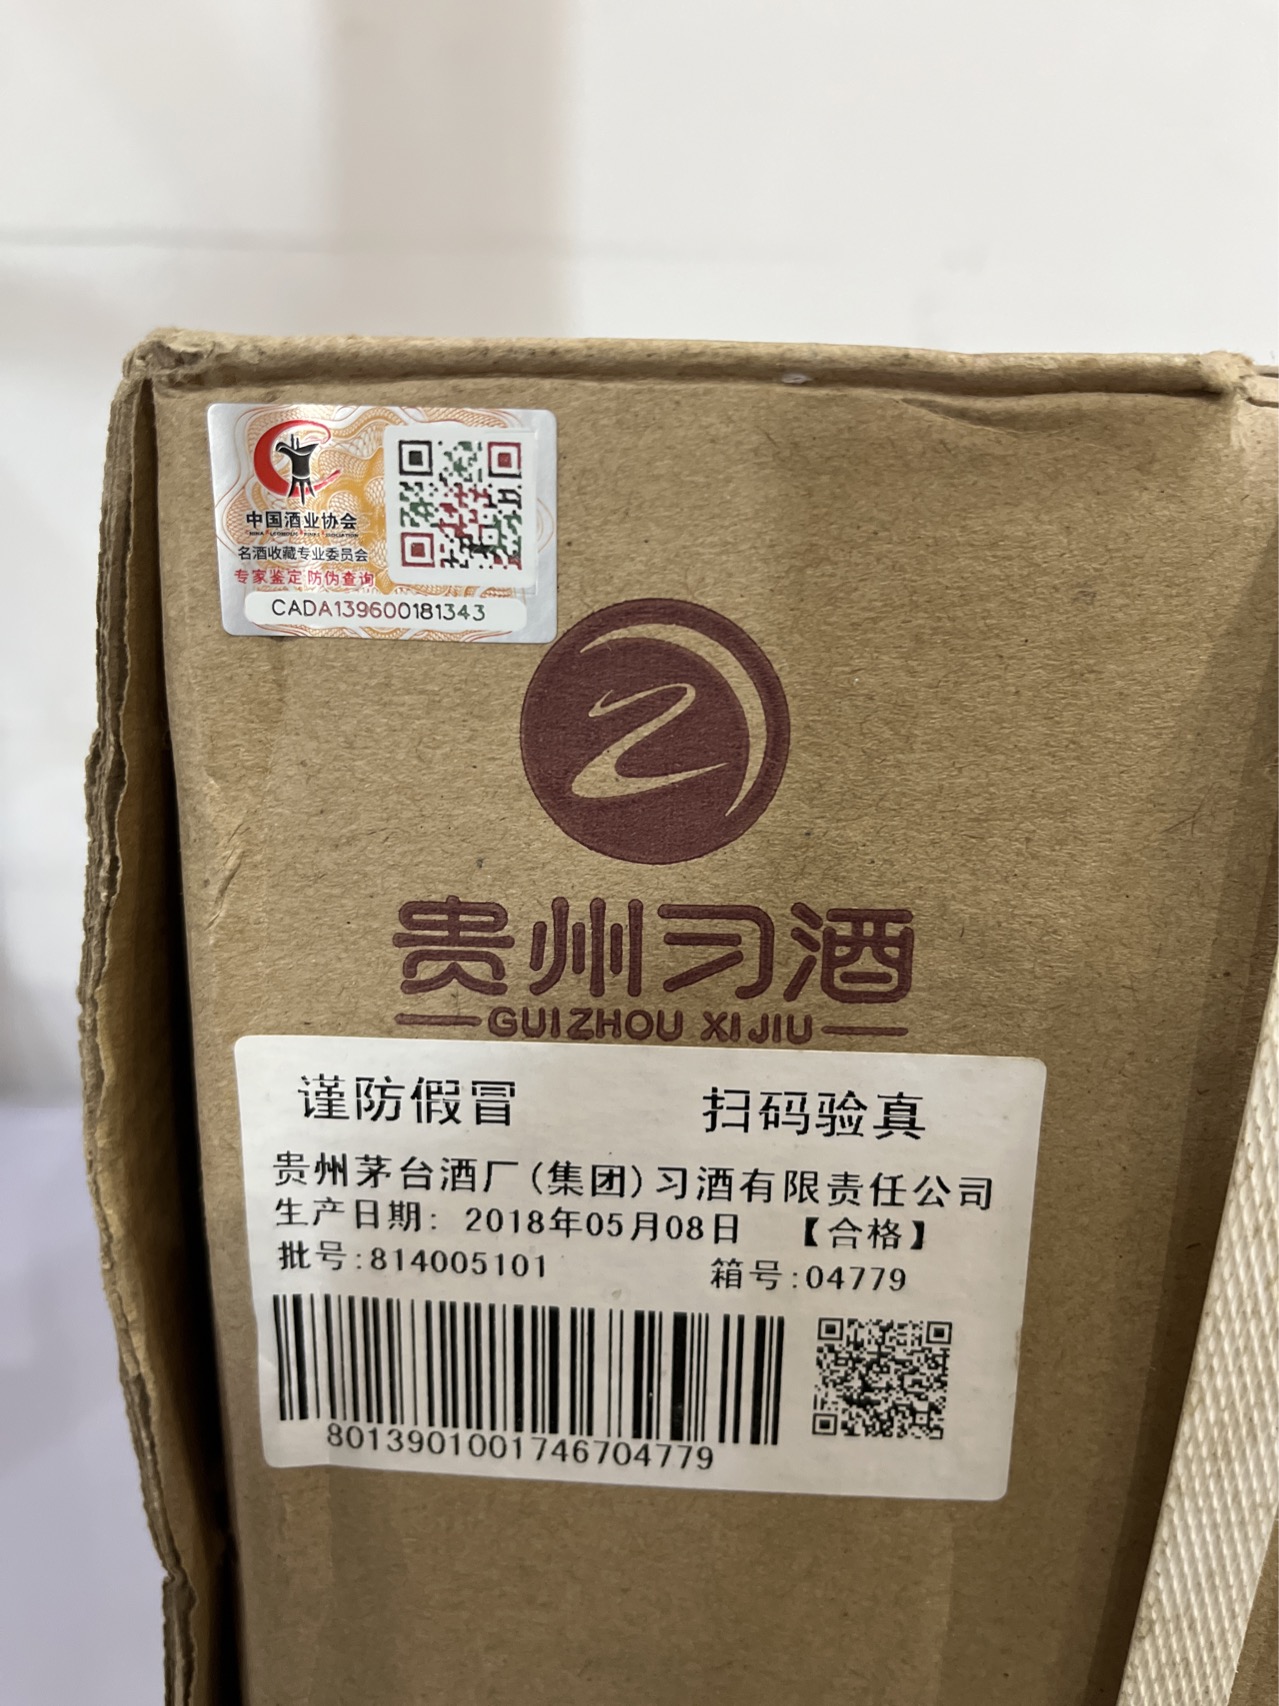 中国酒业协会
名酒收藏专业委员会
专家鉴定 防伪查询
CADA139600181343
贵州习酒
GUIZHOU XIJIU
谨防假冒 扫码验真
贵州茅台酒厂(集团)习酒有限责任公司
生产日期: 2018年05月08日 【合格】
批号:814005101 箱号:04779
8013901001746704779